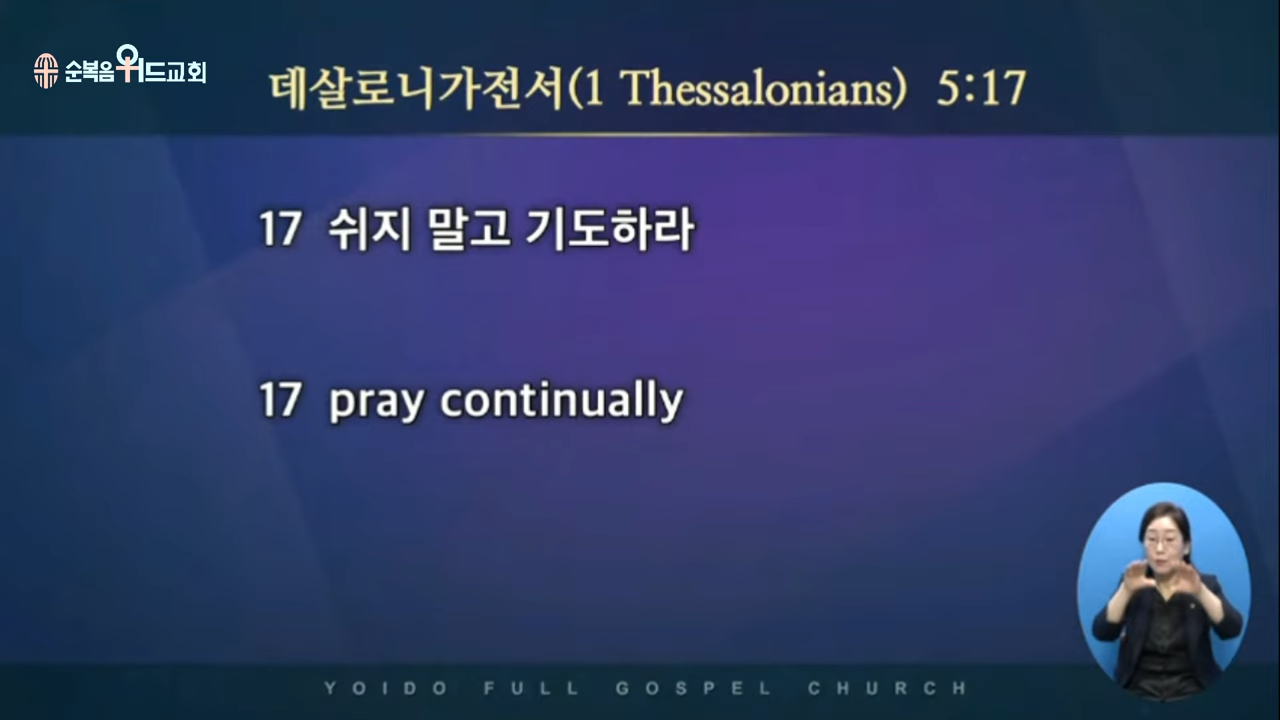 순복음위드교회
데살로니가전서(1 Thessalonians) 5:17
17 쉬지 말고 기도하라
17 pray continually
YOIDO FULL GOSPEL CHURCH